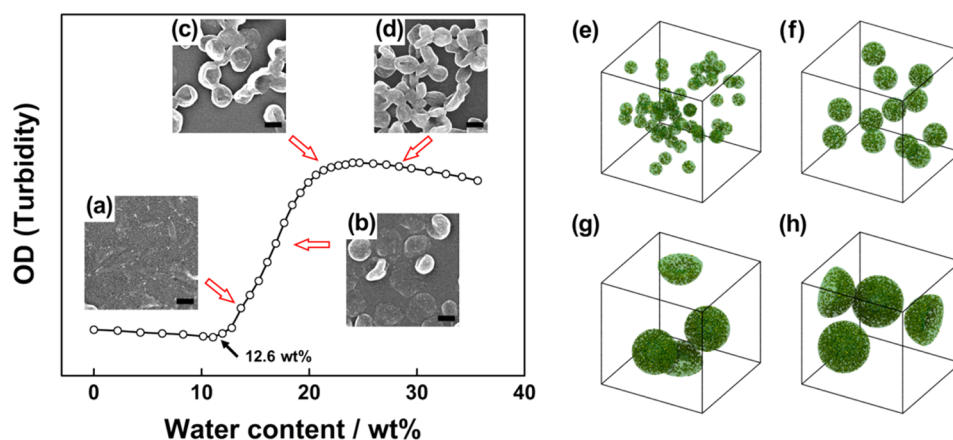 (c)
(d)
(e)
(f)
(a)
(b)
(g)
(h)
12.6 wt%
0
10
20
30
40
OD (Turbidity)
Water content / wt%